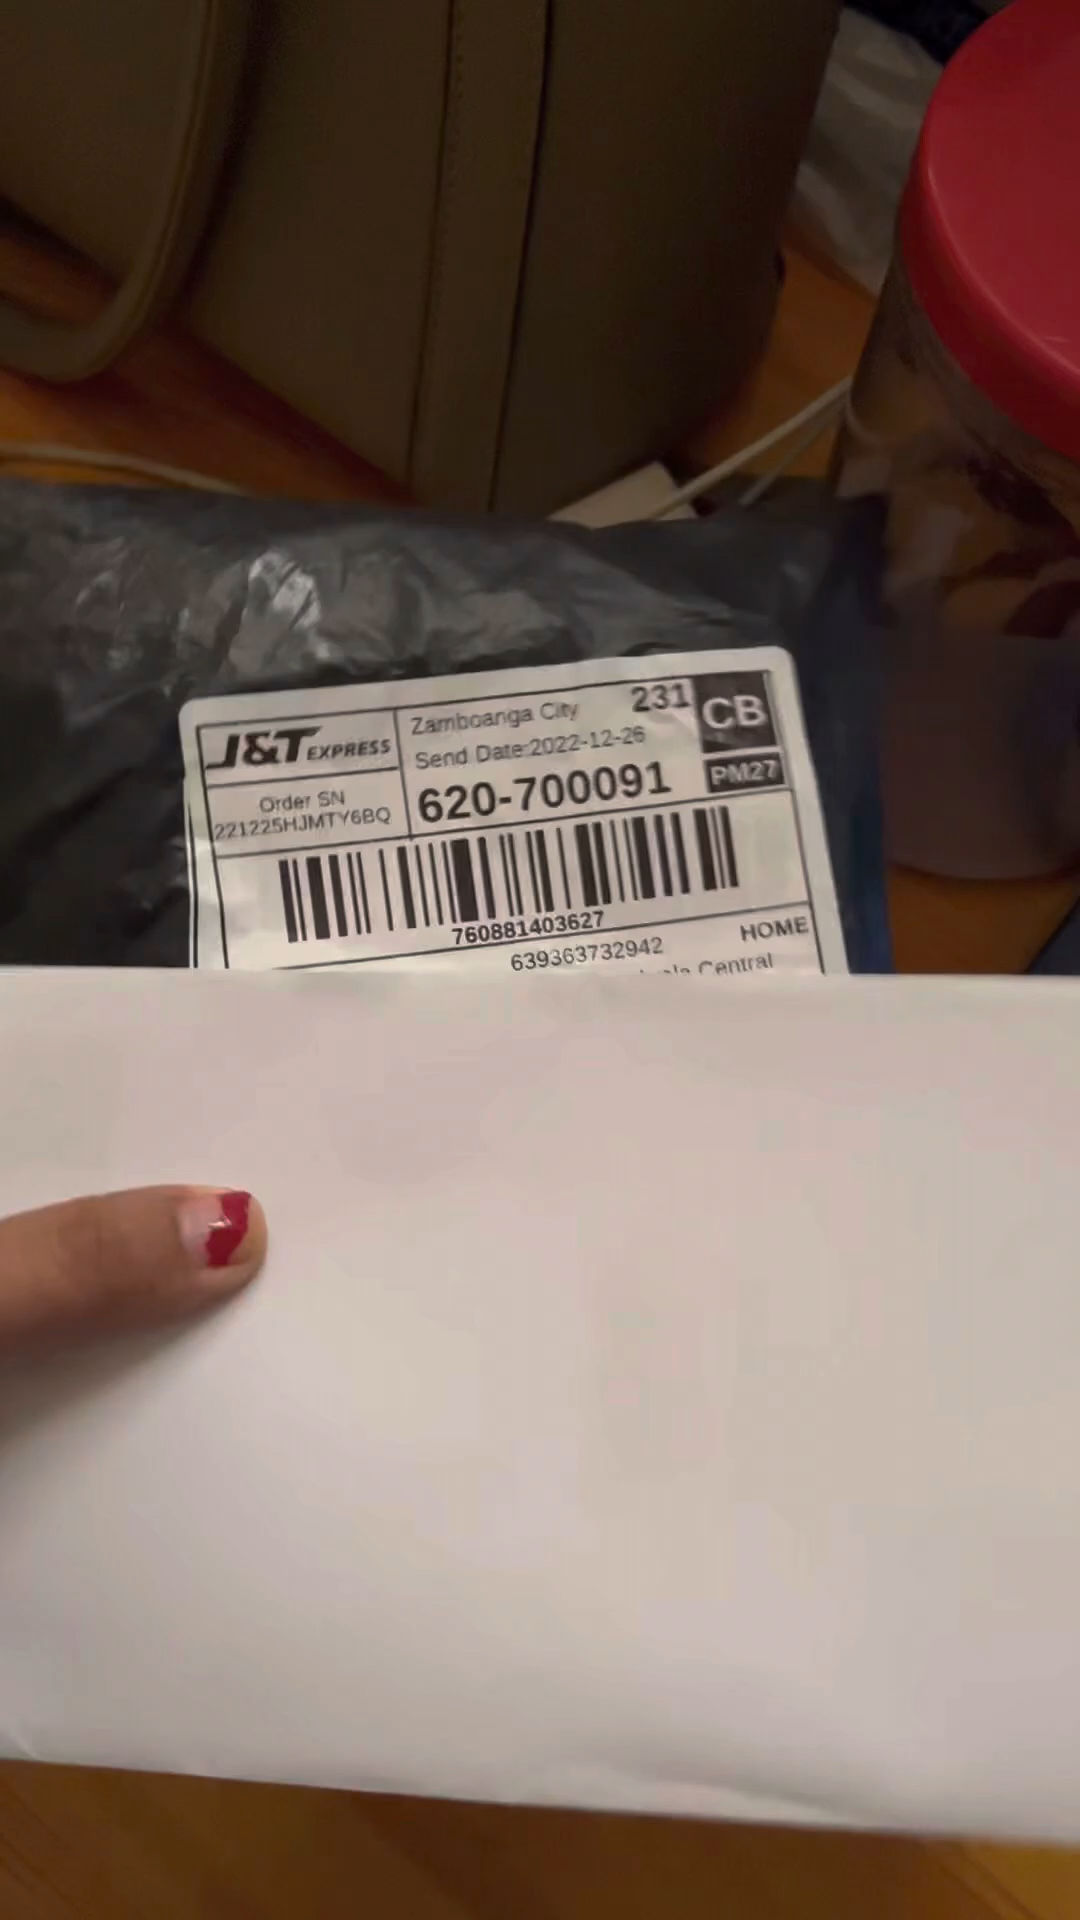 J&T EXPRESS
Zamboanga City
231
CB
Send Date:2022-12-26
620-700091
PM27
Order SN
221225HJMTY6BQ
760881403627
639363732942
HOME
Central